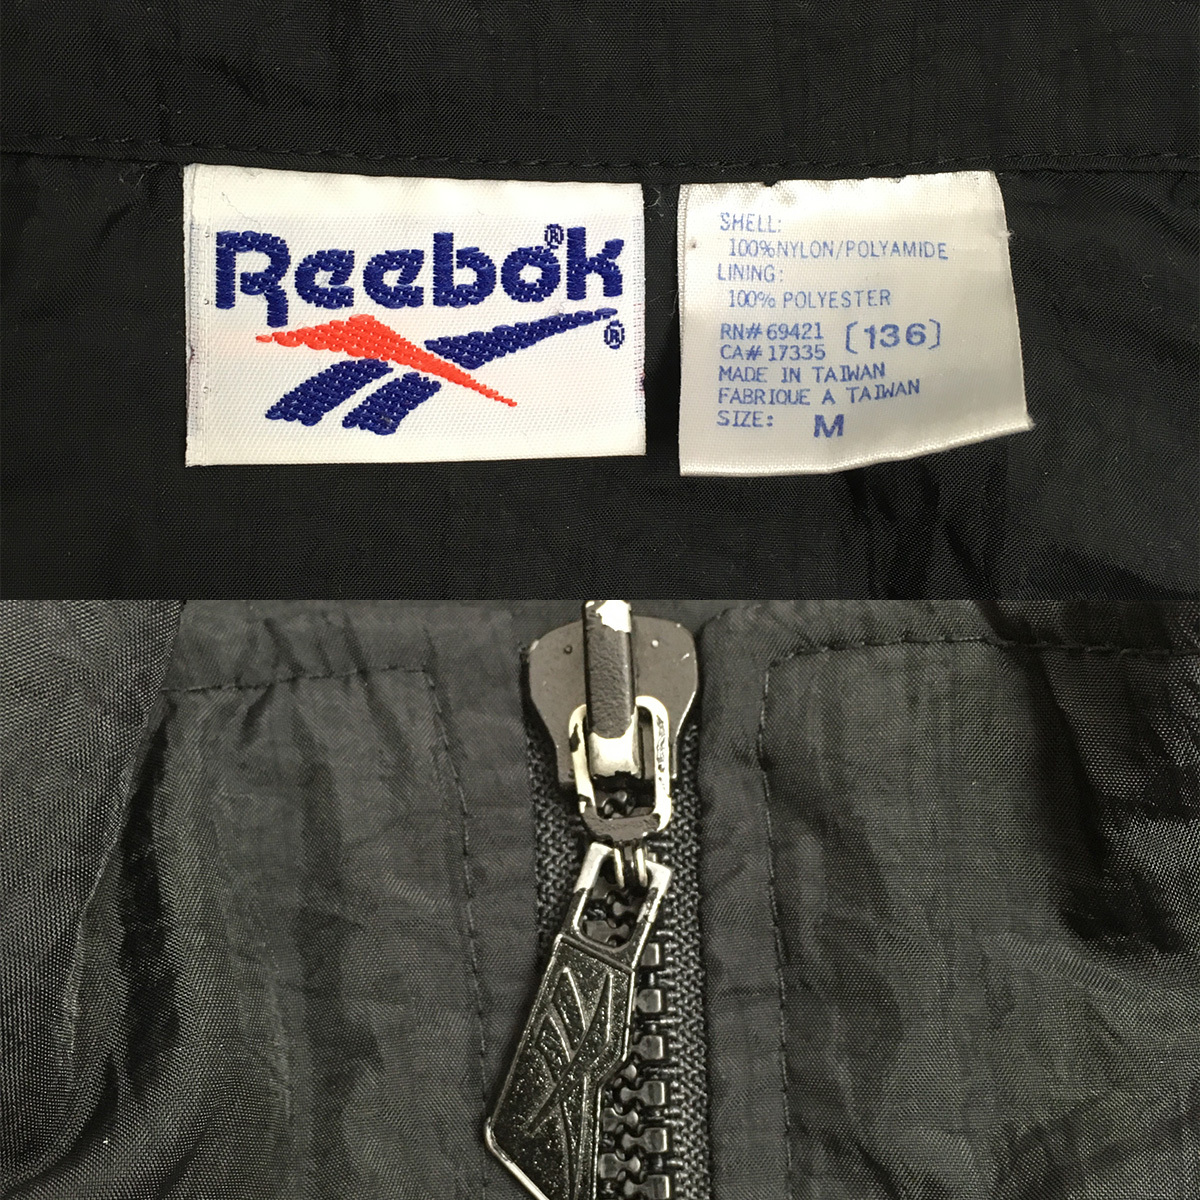 Reebok®
®
SHELL:
100%NYLON/POLYAMIDE
LINING:
100% POLYESTER
RN# 69421 [136]
CA# 17335
MADE IN TAIWAN
FABRIQUE A TAIWAN
SIZE: M